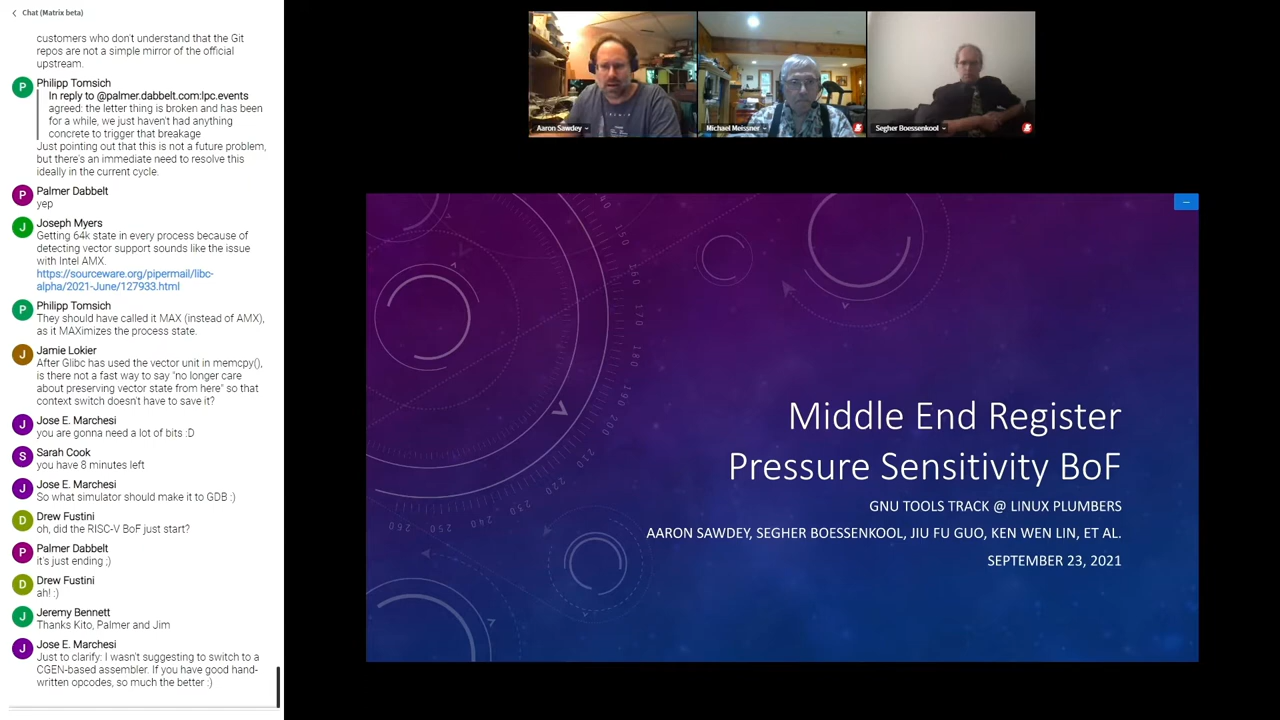 Chat (Matrix beta)
customers who don't understand that the Git
repos are not a simple mirror of the official
upstream.
P
Philipp Tomsich
In reply to @palmer.dabbelt.com:lpc.events
agreed: the letter thing is broken and has been
for a while, we just haven't had anything
concrete to trigger that breakage
Just pointing out that this is not a future problem,
but there's an immediate need to resolve this
ideally in the current cycle.
P
Palmer Dabbelt
yep
J
Joseph Myers
Getting 64k state in every process because of
detecting vector support sounds like the issue
with Intel AMX.
https://sourceware.org/pipermail/libc-
alpha/2021-June/127933.html
P
Philipp Tomsich
They should have called it MAX (instead of AMX),
as it MAXimizes the process state.
J
Jamie Lokier
After Glibc has used the vector unit in memcpy(),
is there not a fast way to say "no longer care
about preserving vector state from here" so that
context switch doesn't have to save it?
J
Jose E. Marchesi
you are gonna need a lot of bits :D
S
Sarah Cook
you have 8 minutes left
J
Jose E. Marchesi
So what simulator should make it to GDB :)
D
Drew Fustini
oh, did the RISC-V BoF just start?
P
Palmer Dabbelt
it's just ending ;)
D
Drew Fustini
ah! :)
J
Jeremy Bennett
Thanks Kito, Palmer and Jim
J
Jose E. Marchesi
Just to clarify: I wasn't suggesting to switch to a
CGEN-based assembler. If you have good hand-
written opcodes, so much the better :)
Aaron Sawdey
Michael Meissner
Segher Boessenkool
150
160
170
180
190
200
210
220
230
240
250
260
Middle End Register
Pressure Sensitivity BoF
GNU TOOLS TRACK @ LINUX PLUMBERS
AARON SAWDEY, SEGHER BOESSENKOOL, JIU FU GUO, KEN WEN LIN, ET AL.
SEPTEMBER 23, 2021